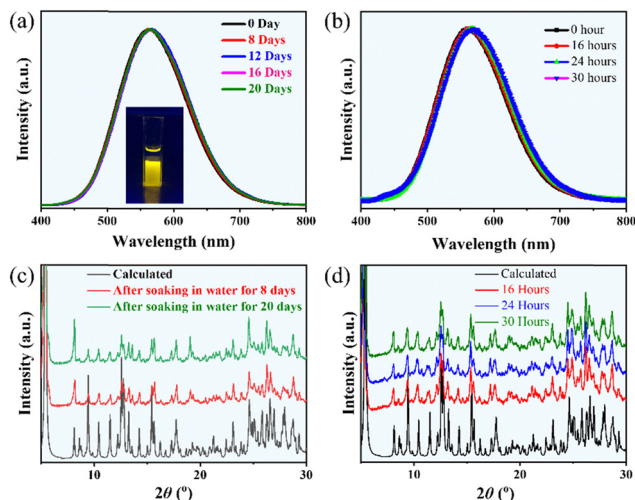 (a)
0 Day
8 Days
12 Days
16 Days
20 Days
Intensity (a.u.)
400 500 600 700 800
Wavelength (nm)
(b)
0 hour
16 hours
24 hours
30 hours
Intensity (a.u.)
400 500 600 700 800
Wavelength (nm)
(c)
Calculated
After soaking in water for 8 days
After soaking in water for 20 days
Intensity (a.u.)
10 20 30
2θ (°)
(d)
Calculated
16 Hours
24 Hours
30 Hours
Intensity (a.u.)
10 20 30
2θ (°)